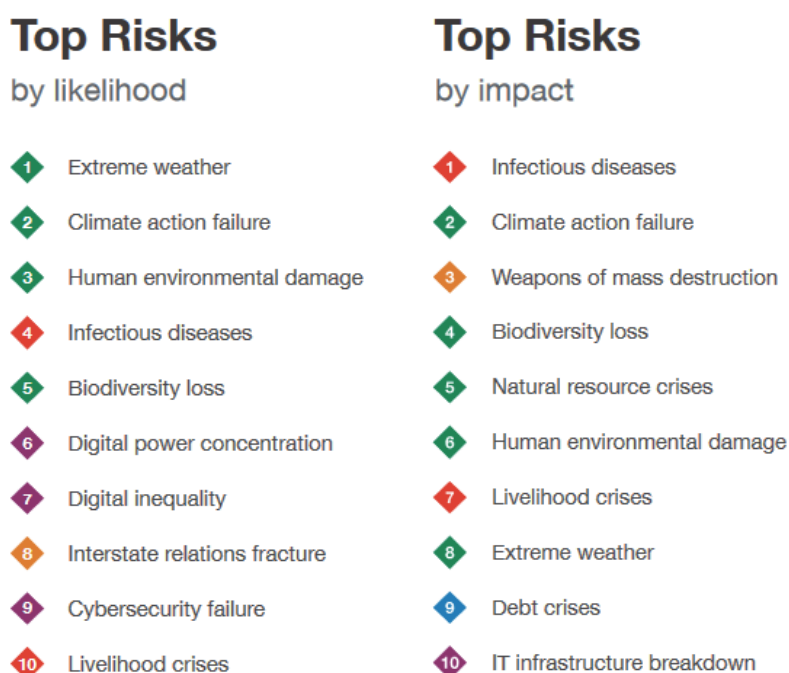 Top Risks
by likelihood
1 Extreme weather
2 Climate action failure
3 Human environmental damage
4 Infectious diseases
5 Biodiversity loss
6 Digital power concentration
7 Digital inequality
8 Interstate relations fracture
9 Cybersecurity failure
10 Livelihood crises
Top Risks
by impact
1 Infectious diseases
2 Climate action failure
3 Weapons of mass destruction
4 Biodiversity loss
5 Natural resource crises
6 Human environmental damage
7 Livelihood crises
8 Extreme weather
9 Debt crises
10 IT infrastructure breakdown